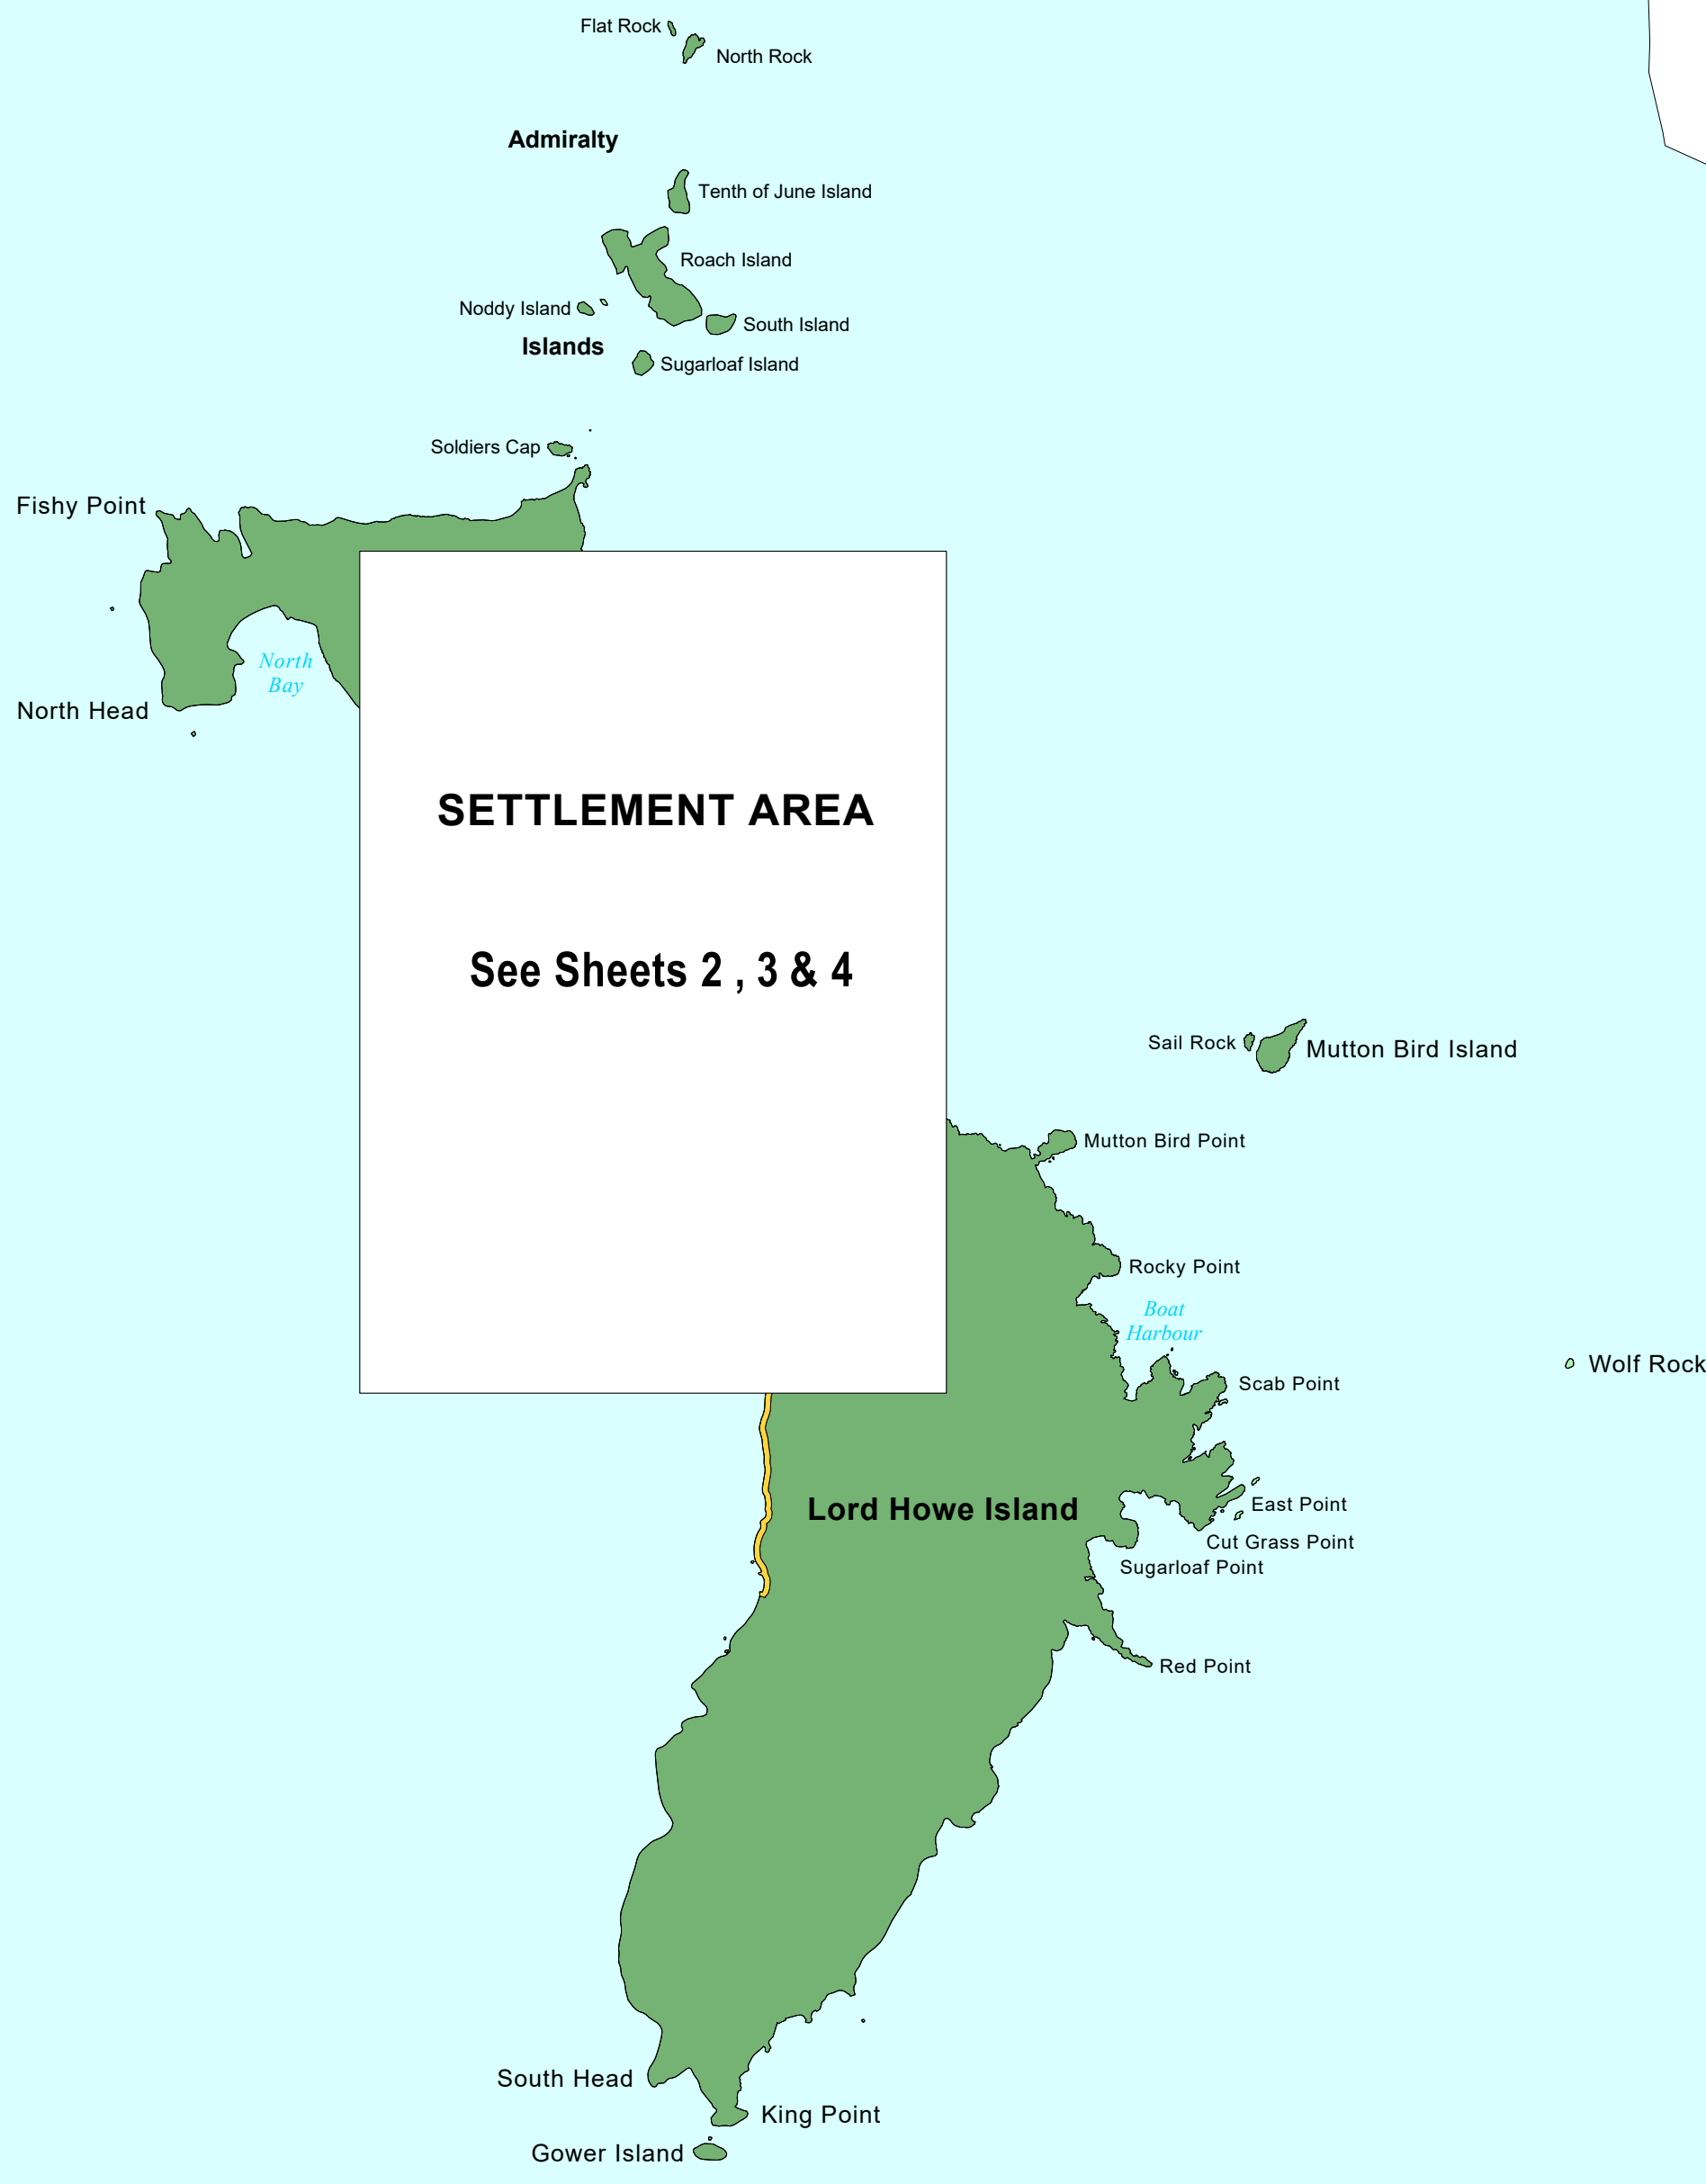 Flat Rock
North Rock
Admiralty
Tenth of June Island
Roach Island
Noddy Island
South Island
Islands
Sugarloaf Island
Soldiers Cap
Fishy Point
North
Bay
North Head
SETTLEMENT AREA
See Sheets 2 , 3 & 4
Sail Rock
Mutton Bird Island
Mutton Bird Point
Rocky Point
Boat
Harbour
Wolf Rock
Scab Point
East Point
Lord Howe Island
Cut Grass Point
Sugarloaf Point
Red Point
South Head
King Point
Gower Island